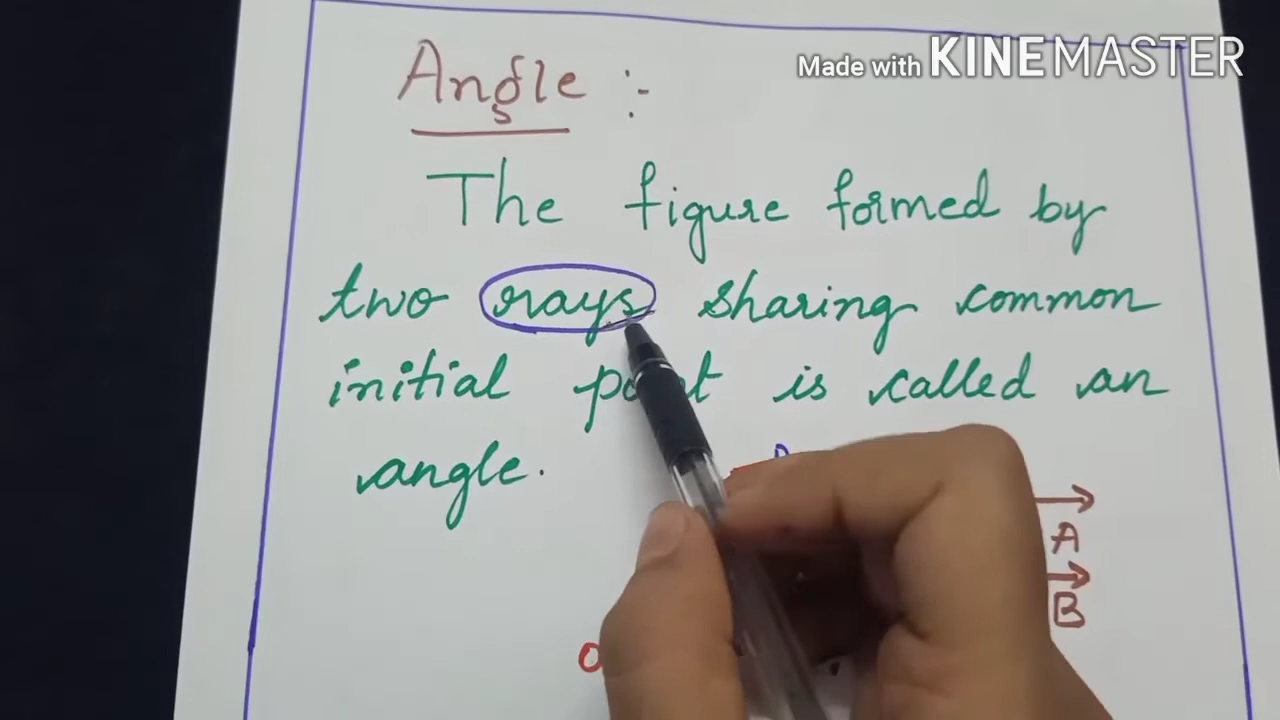 Made with KINEMASTER
Angle :-
The figure formed by
two rays sharing common
initial point is called an
angle.
A
B
O